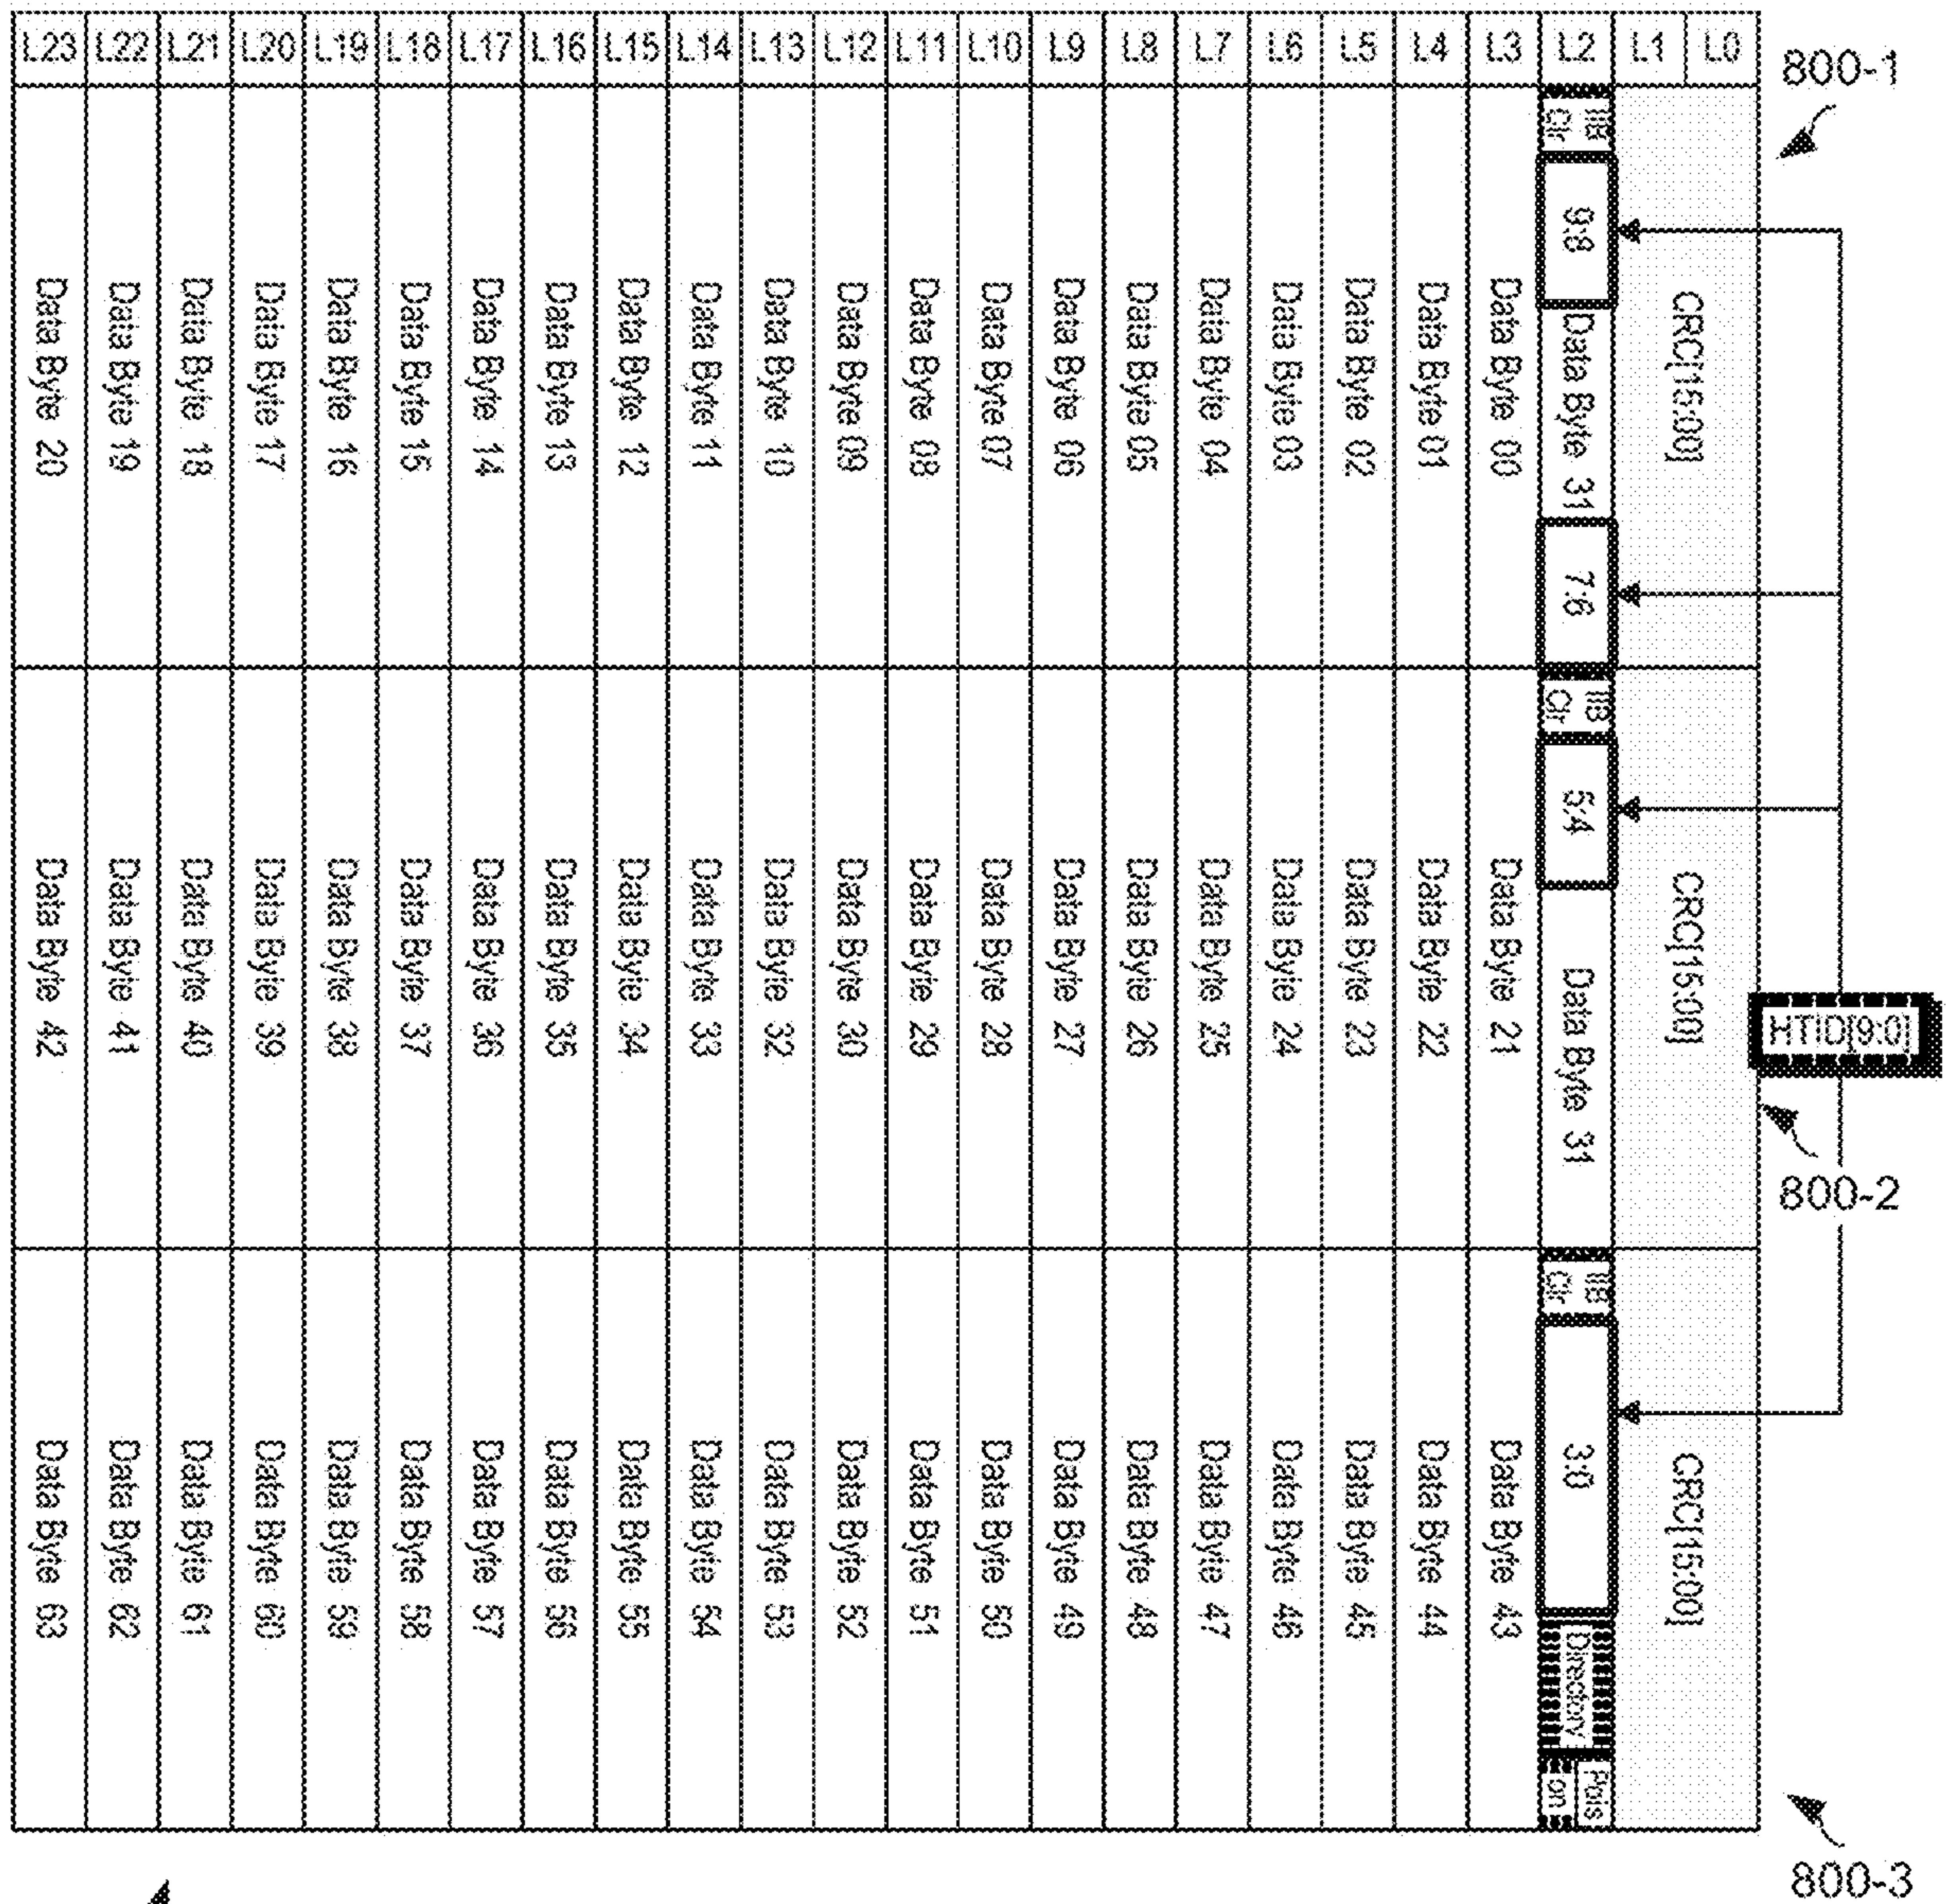 800-1
800-2
800-3
HTID[9:0]
L0
L1 CRC[15:00] CRC[15:00] CRC[15:00]
L2 IIB Clr 9:8 Data Byte 31 7:6 IIB Clr 5:4 Data Byte 31 IIB Clr 3:0 Directory Pois on
L3 Data Byte 00 Data Byte 21 Data Byte 43
L4 Data Byte 01 Data Byte 22 Data Byte 44
L5 Data Byte 02 Data Byte 23 Data Byte 45
L6 Data Byte 03 Data Byte 24 Data Byte 46
L7 Data Byte 04 Data Byte 25 Data Byte 47
L8 Data Byte 05 Data Byte 26 Data Byte 48
L9 Data Byte 06 Data Byte 27 Data Byte 49
L10 Data Byte 07 Data Byte 28 Data Byte 50
L11 Data Byte 08 Data Byte 29 Data Byte 51
L12 Data Byte 09 Data Byte 30 Data Byte 52
L13 Data Byte 10 Data Byte 32 Data Byte 53
L14 Data Byte 11 Data Byte 33 Data Byte 54
L15 Data Byte 12 Data Byte 34 Data Byte 55
L16 Data Byte 13 Data Byte 35 Data Byte 56
L17 Data Byte 14 Data Byte 36 Data Byte 57
L18 Data Byte 15 Data Byte 37 Data Byte 58
L19 Data Byte 16 Data Byte 38 Data Byte 59
L20 Data Byte 17 Data Byte 39 Data Byte 60
L21 Data Byte 18 Data Byte 40 Data Byte 61
L22 Data Byte 19 Data Byte 41 Data Byte 62
L23 Data Byte 20 Data Byte 42 Data Byte 63